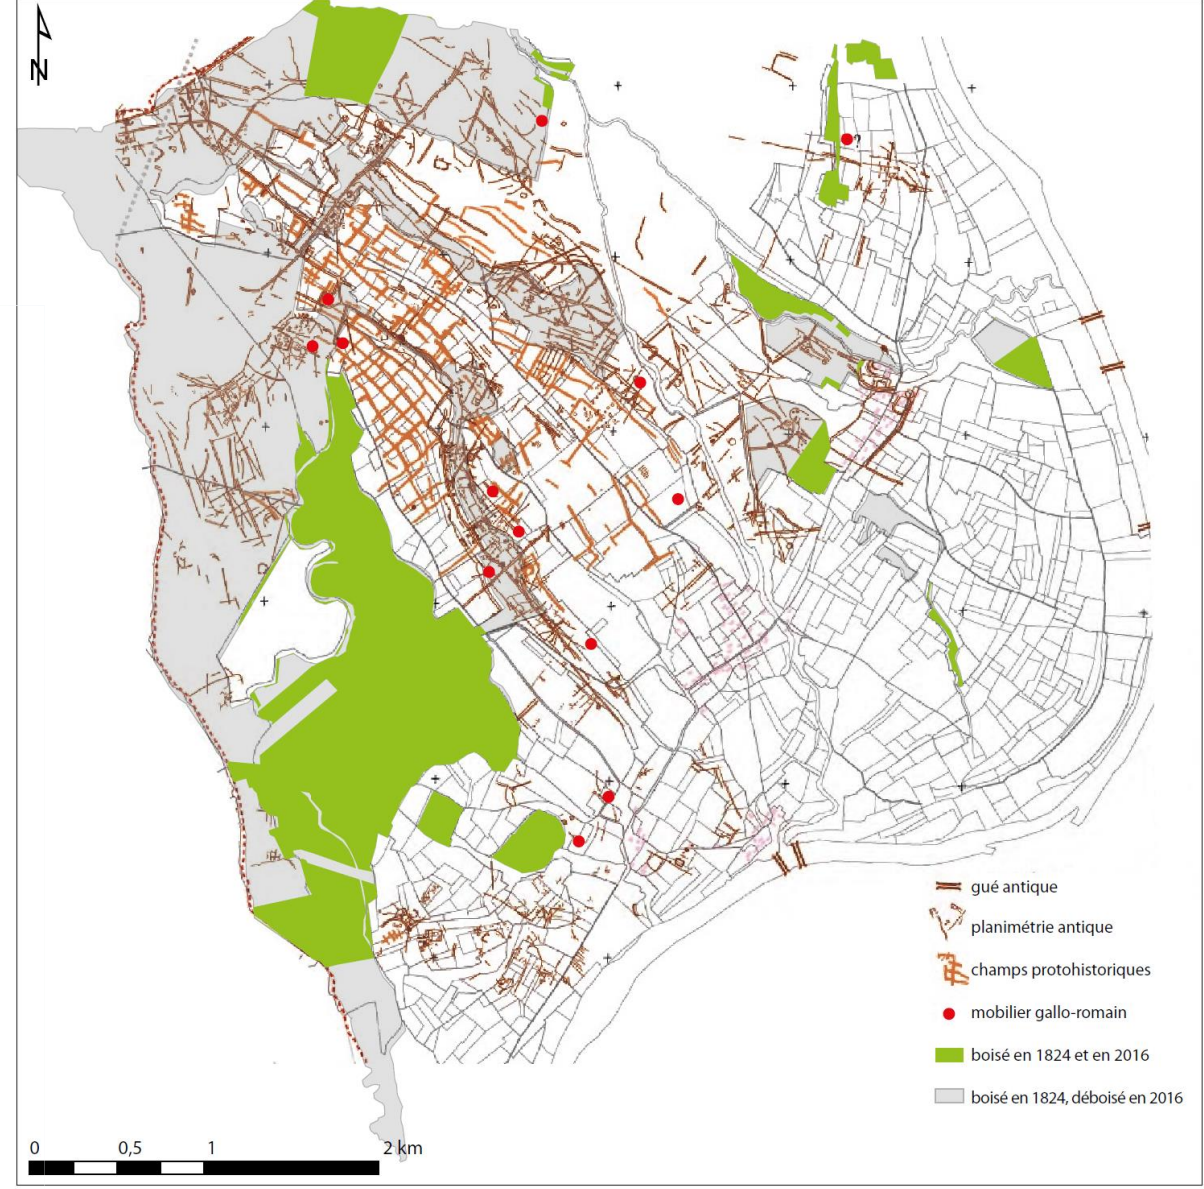 N
?
gué antique
planimétrie antique
champs protohistoriques
mobilier gallo-romain
boisé en 1824 et en 2016
boisé en 1824, déboisé en 2016
0 0,5 1 2 km